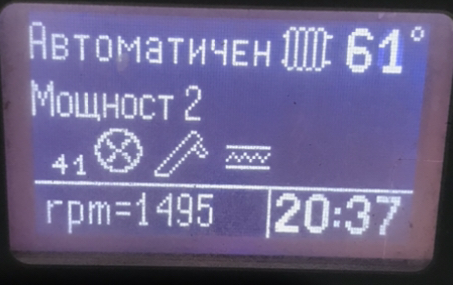 Автоматичен 61°
Мощност 2
41
rpm=1495 20:37